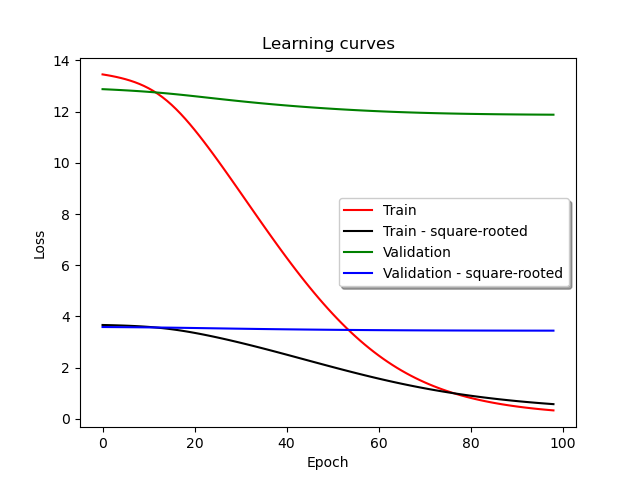 Learning curves
14
12
10
8
6
4
2
0
Loss
Train
Train - square-rooted
Validation
Validation - square-rooted
0 20 40 60 80 100
Epoch